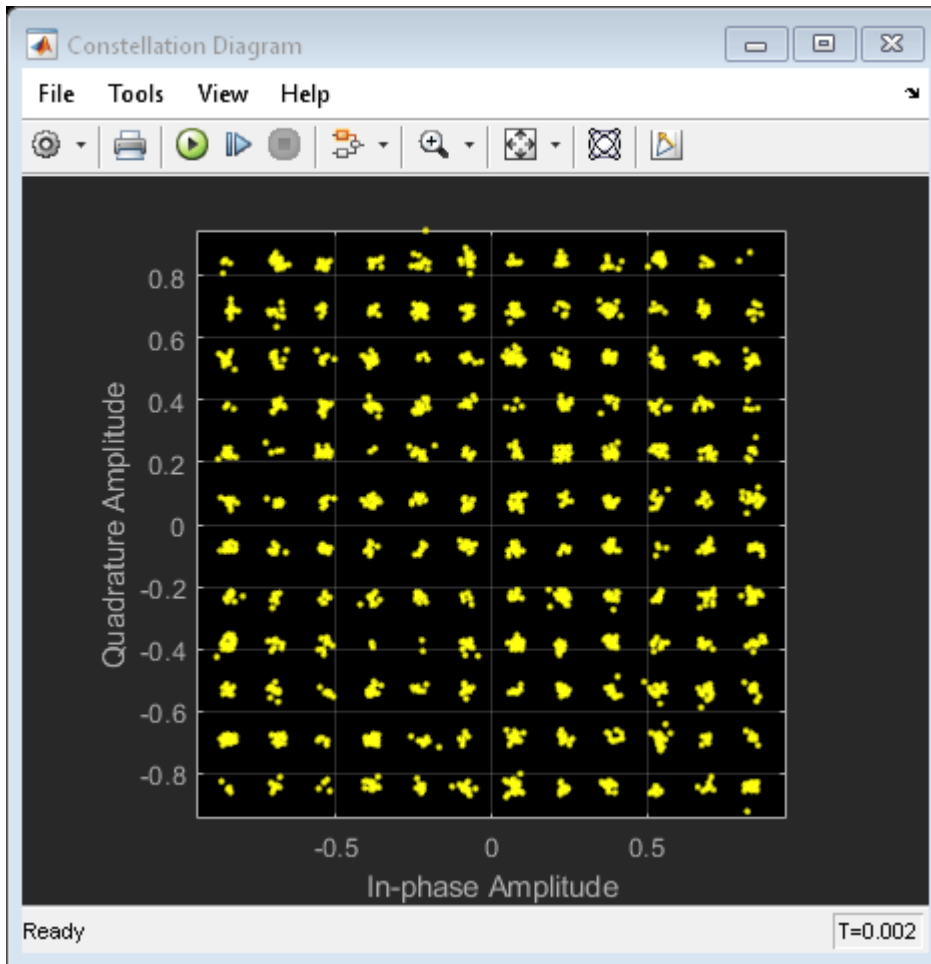 Constellation Diagram
File Tools View Help
Quadrature Amplitude
0.8
0.6
0.4
0.2
0
-0.2
-0.4
-0.6
-0.8
-0.5 0 0.5
In-phase Amplitude
Ready T=0.002